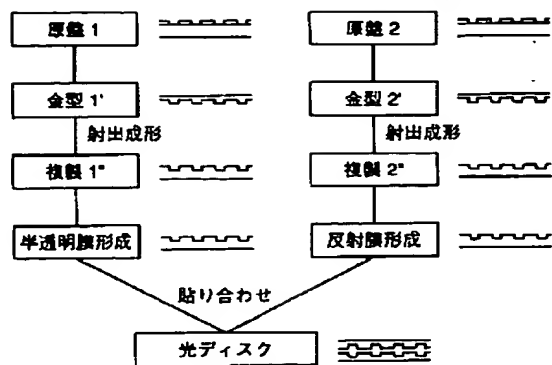 原盤 1
原盤 2
金型 1'
金型 2'
射出成形
射出成形
複製 1"
複製 2"
半透明膜形成
反射膜形成
貼り合わせ
光ディスク